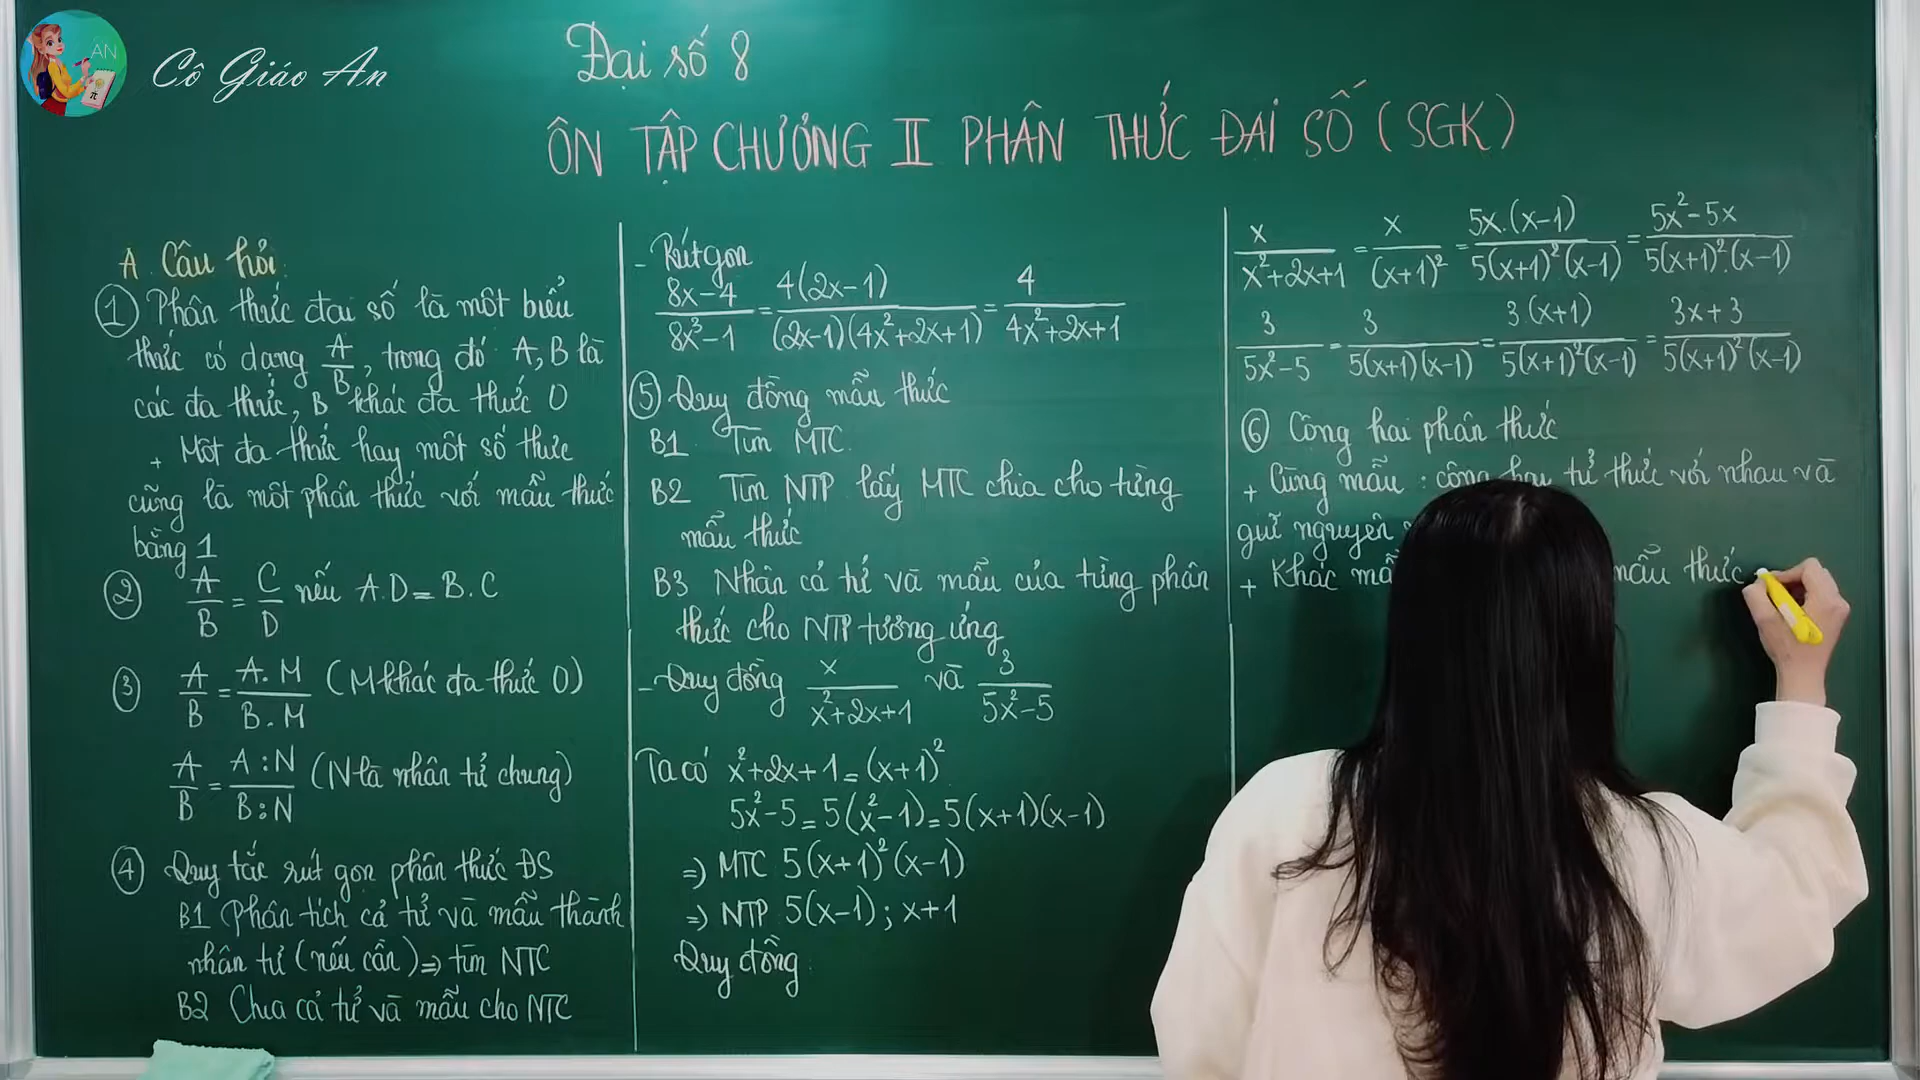 AN
Cô Giáo An
Đại số 8
ÔN TẬP CHƯƠNG II PHÂN THỨC ĐẠI SỐ (SGK)
A. Câu hỏi:
① Phân thức đại số là một biểu
thức có dạng A/B, trong đó A, B là
các đa thức, B khác đa thức 0
+ Một đa thức hay một số thực
cũng là một phân thức với mẫu thức
bằng 1
② A/B = C/D nếu A.D = B.C
③ A/B = A.M/B.M (M khác đa thức 0)
A/B = A:N/B:N (N là nhân tử chung)
④ Quy tắc rút gọn phân thức ĐS
B1 Phân tích cả tử và mẫu thành
nhân tử (nếu cần) => tìm NTC
B2 Chia cả tử và mẫu cho NTC
- Rút gọn
8x-4/8x³-1 = 4(2x-1)/(2x-1)(4x²+2x+1) = 4/4x²+2x+1
⑤ Quy đồng mẫu thức
B1 Tìm MTC.
B2 Tìm NTP lấy MTC chia cho từng
mẫu thức
B3 Nhân cả tử và mẫu của từng phân
thức cho NTP tương ứng
- Quy đồng x/x²+2x+1 và 3/5x²-5
Ta có x²+2x+1 = (x+1)²
5x²-5 = 5(x²-1) = 5(x+1)(x-1)
=> MTC 5(x+1)²(x-1)
=> NTP 5(x-1); x+1
Quy đồng:
x/x²+2x+1 = x/(x+1)² = 5x.(x-1)/5(x+1)²(x-1) = 5x²-5x/5(x+1)².(x-1)
3/5x²-5 = 3/5(x+1)(x-1) = 3(x+1)/5(x+1)²(x-1) = 3x+3/5(x+1)²(x-1)
⑥ Cộng hai phân thức
+ Cùng mẫu : cộng hai tử thức với nhau và
giữ nguyên
+ Khác mẫu thức